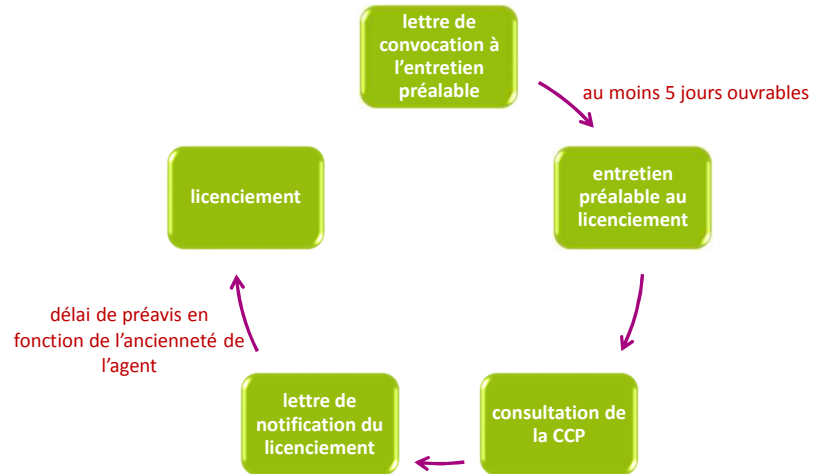 lettre de
convocation à
l'entretien
préalable
au moins 5 jours ouvrables
entretien
préalable au
licenciement
consultation de
la CCP
lettre de
notification du
licenciement
délai de préavis en
fonction de l'ancienneté de
l'agent
licenciement